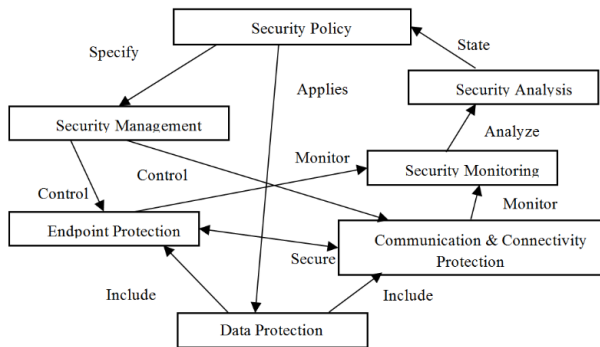 Security Policy
Specify
State
Applies
Security Analysis
Security Management
Analyze
Monitor
Security Monitoring
Control
Control
Monitor
Endpoint Protection
Communication & Connectivity
Protection
Secure
Include
Include
Data Protection